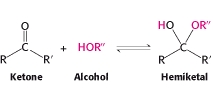 O
HO OR″
C + HOR″ ⇌ C
R R′ R R′
Ketone Alcohol Hemiketal